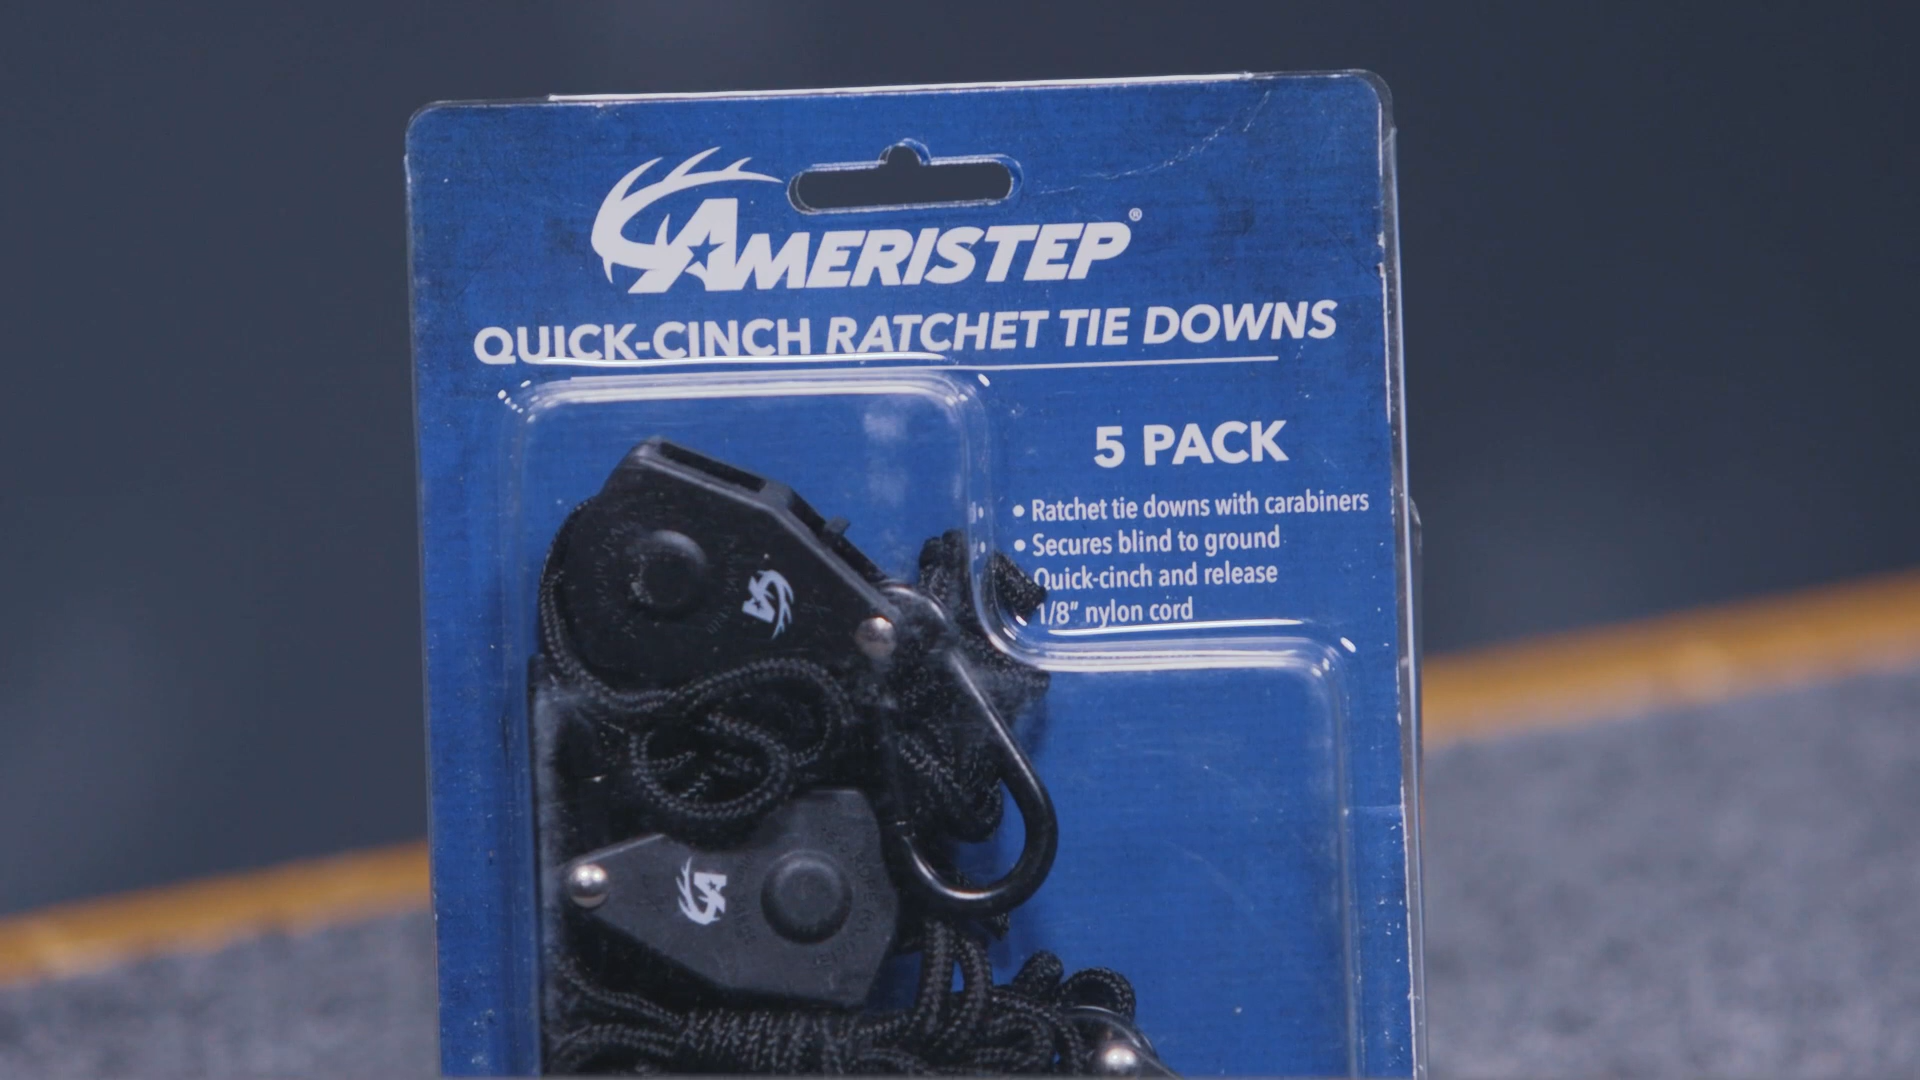 AMERISTEP®
QUICK-CINCH RATCHET TIE DOWNS
5 PACK
• Ratchet tie downs with carabiners
• Secures blind to ground
Quick-cinch and release
1/8" nylon cord